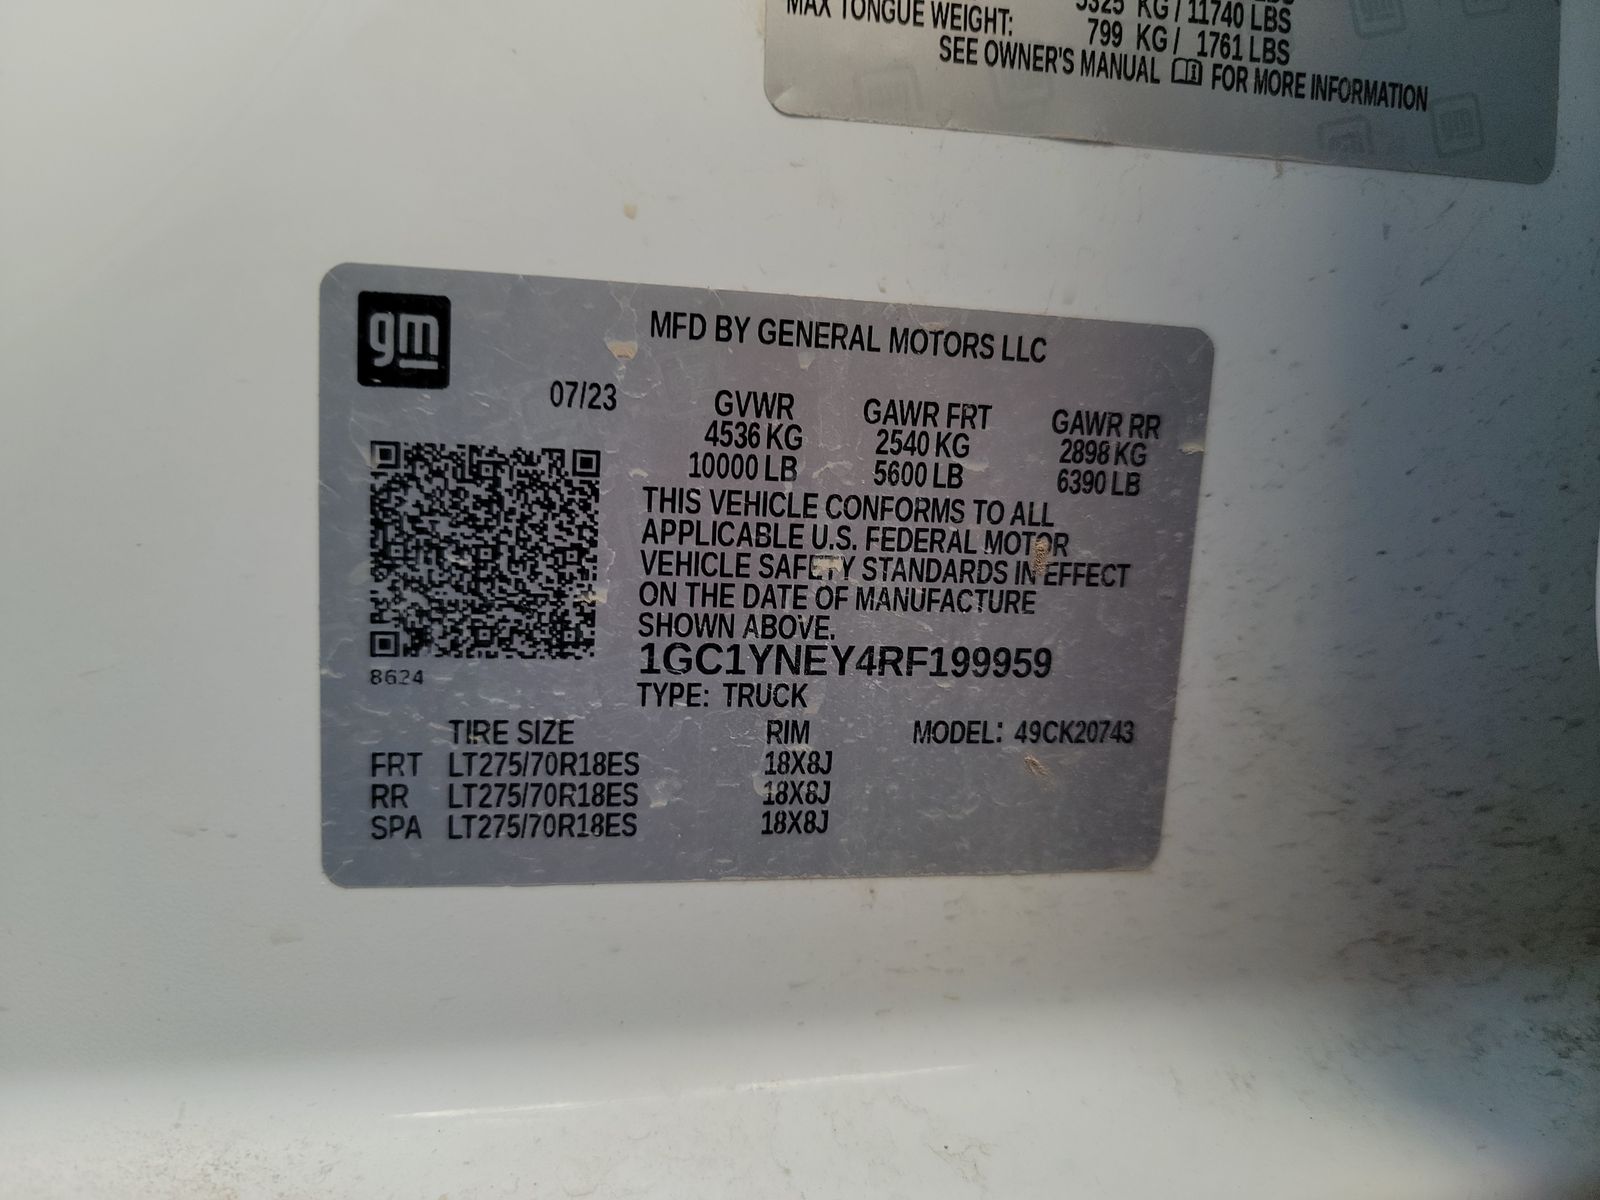 5325 KG / 11740 LBS
MAX TONGUE WEIGHT: 799 KG / 1761 LBS
SEE OWNER'S MANUAL FOR MORE INFORMATION
gm
MFD BY GENERAL MOTORS LLC
07/23
GVWR GAWR FRT GAWR RR
4536 KG 2540 KG 2898 KG
10000 LB 5600 LB 6390 LB
THIS VEHICLE CONFORMS TO ALL
APPLICABLE U.S. FEDERAL MOTOR
VEHICLE SAFETY STANDARDS IN EFFECT
ON THE DATE OF MANUFACTURE
SHOWN ABOVE.
1GC1YNEY4RF199959
8624
TYPE: TRUCK
TIRE SIZE RIM MODEL: 49CK20743
FRT LT275/70R18ES 18X8J
RR LT275/70R18ES 18X8J
SPA LT275/70R18ES 18X8J